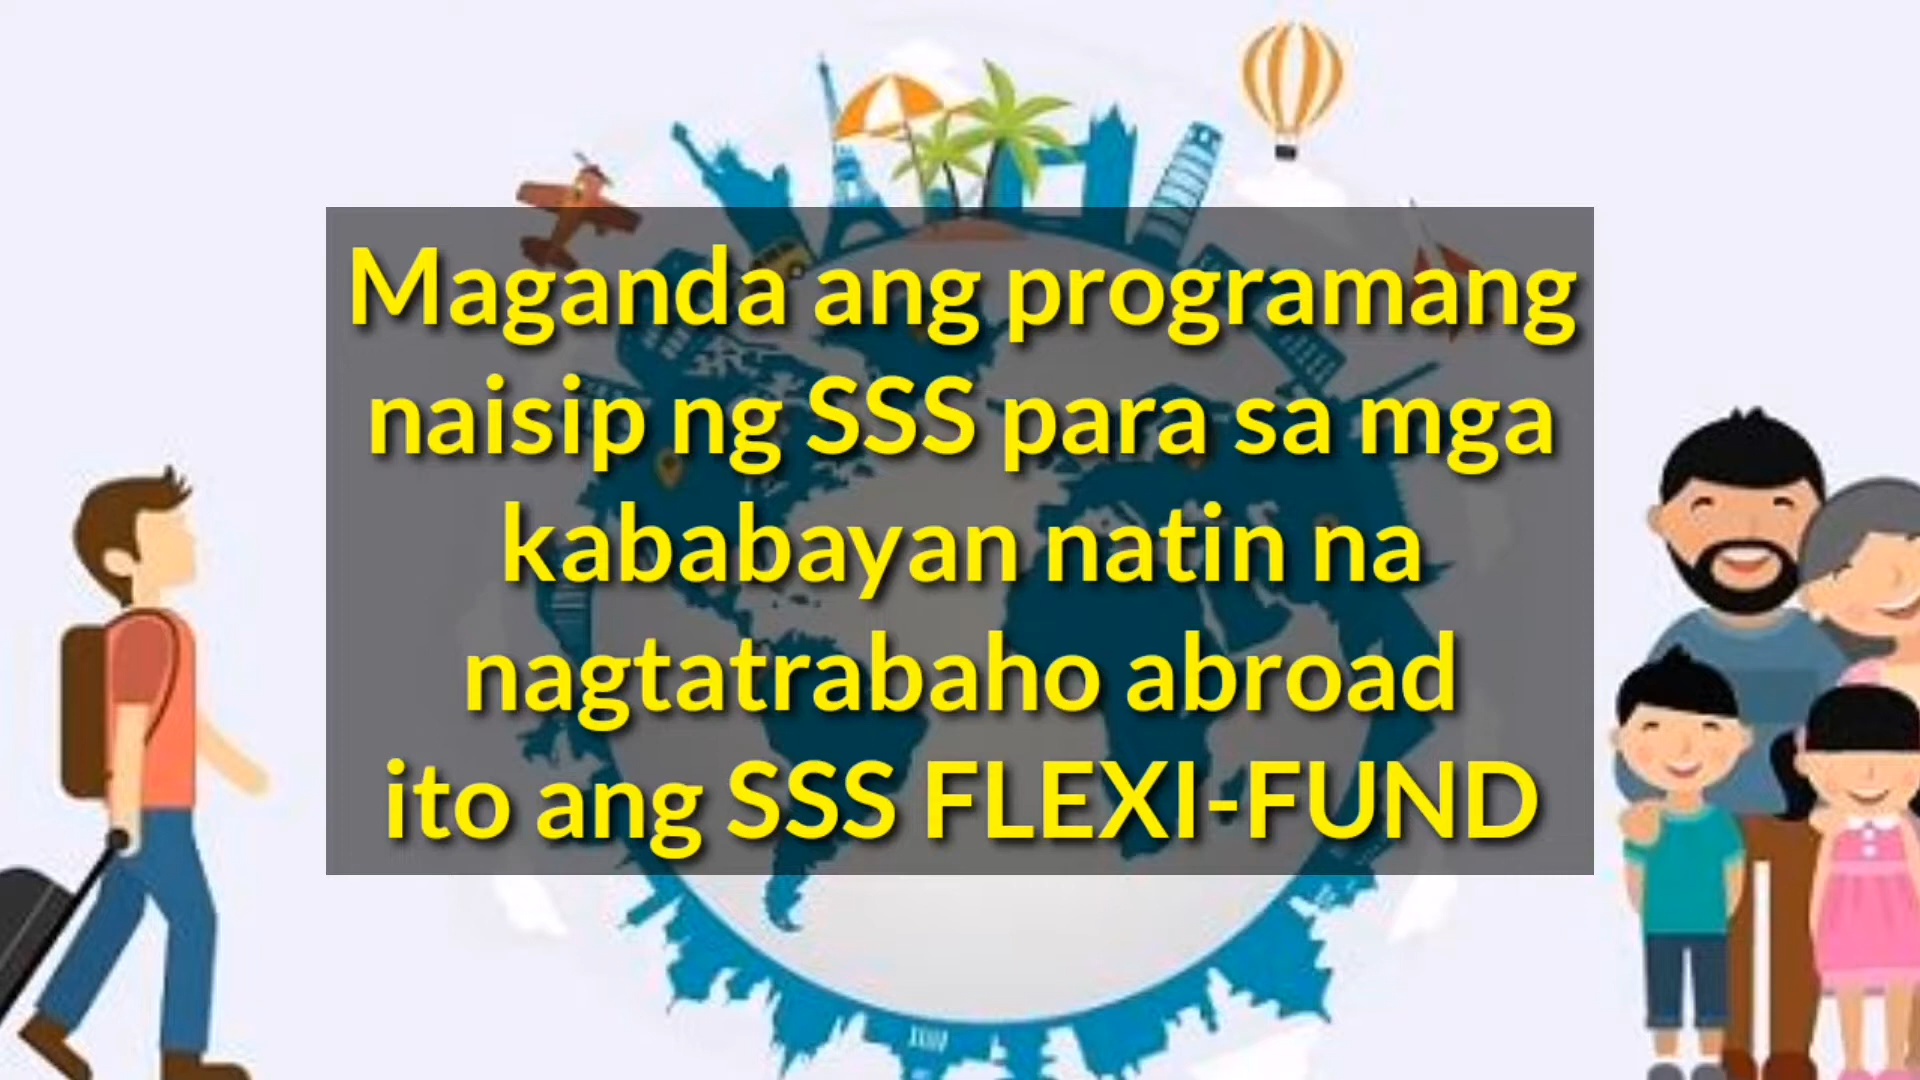 Maganda ang programang
naisip ng SSS para sa mga
kababayan natin na
nagtatrabaho abroad
ito ang SSS FLEXI-FUND